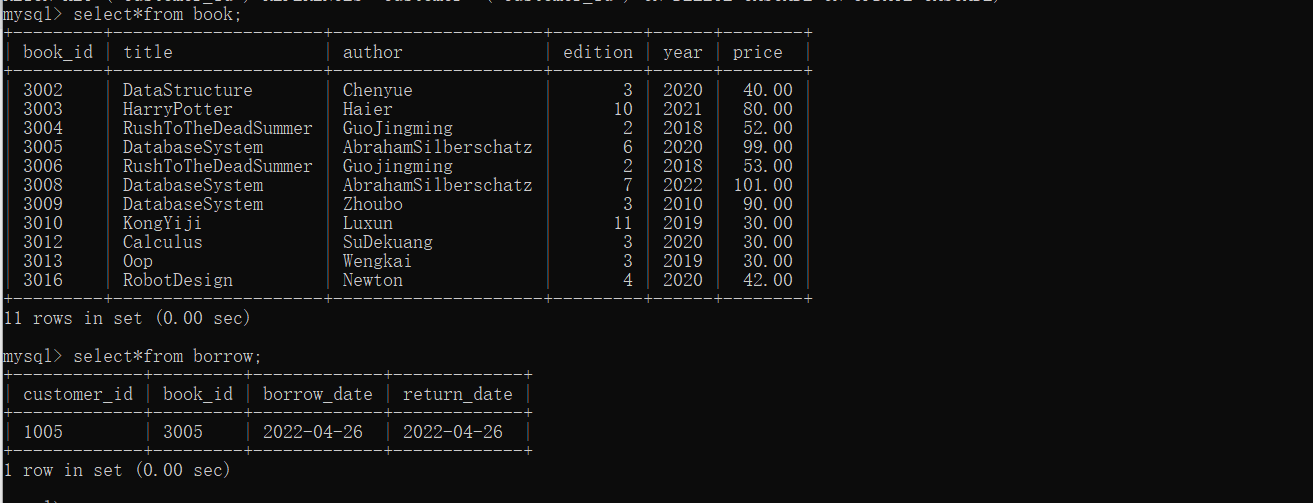 mysql> select*from book;
| book_id | title | author | edition | year | price |
| 3002 | DataStructure | Chenyue | 3 | 2020 | 40.00 |
| 3003 | HarryPotter | Haier | 10 | 2021 | 80.00 |
| 3004 | RushToTheDeadSummer | GuoJingming | 2 | 2018 | 52.00 |
| 3005 | DatabaseSystem | AbrahamSilberschatz | 6 | 2020 | 99.00 |
| 3006 | RushToTheDeadSummer | Guojingming | 2 | 2018 | 53.00 |
| 3008 | DatabaseSystem | AbrahamSilberschatz | 7 | 2022 | 101.00 |
| 3009 | DatabaseSystem | Zhoubo | 3 | 2010 | 90.00 |
| 3010 | KongYiji | Luxun | 11 | 2019 | 30.00 |
| 3012 | Calculus | SuDekuang | 3 | 2020 | 30.00 |
| 3013 | Oop | Wengkai | 3 | 2019 | 30.00 |
| 3016 | RobotDesign | Newton | 4 | 2020 | 42.00 |
11 rows in set (0.00 sec)
mysql> select*from borrow;
| customer_id | book_id | borrow_date | return_date |
| 1005 | 3005 | 2022-04-26 | 2022-04-26 |
1 row in set (0.00 sec)